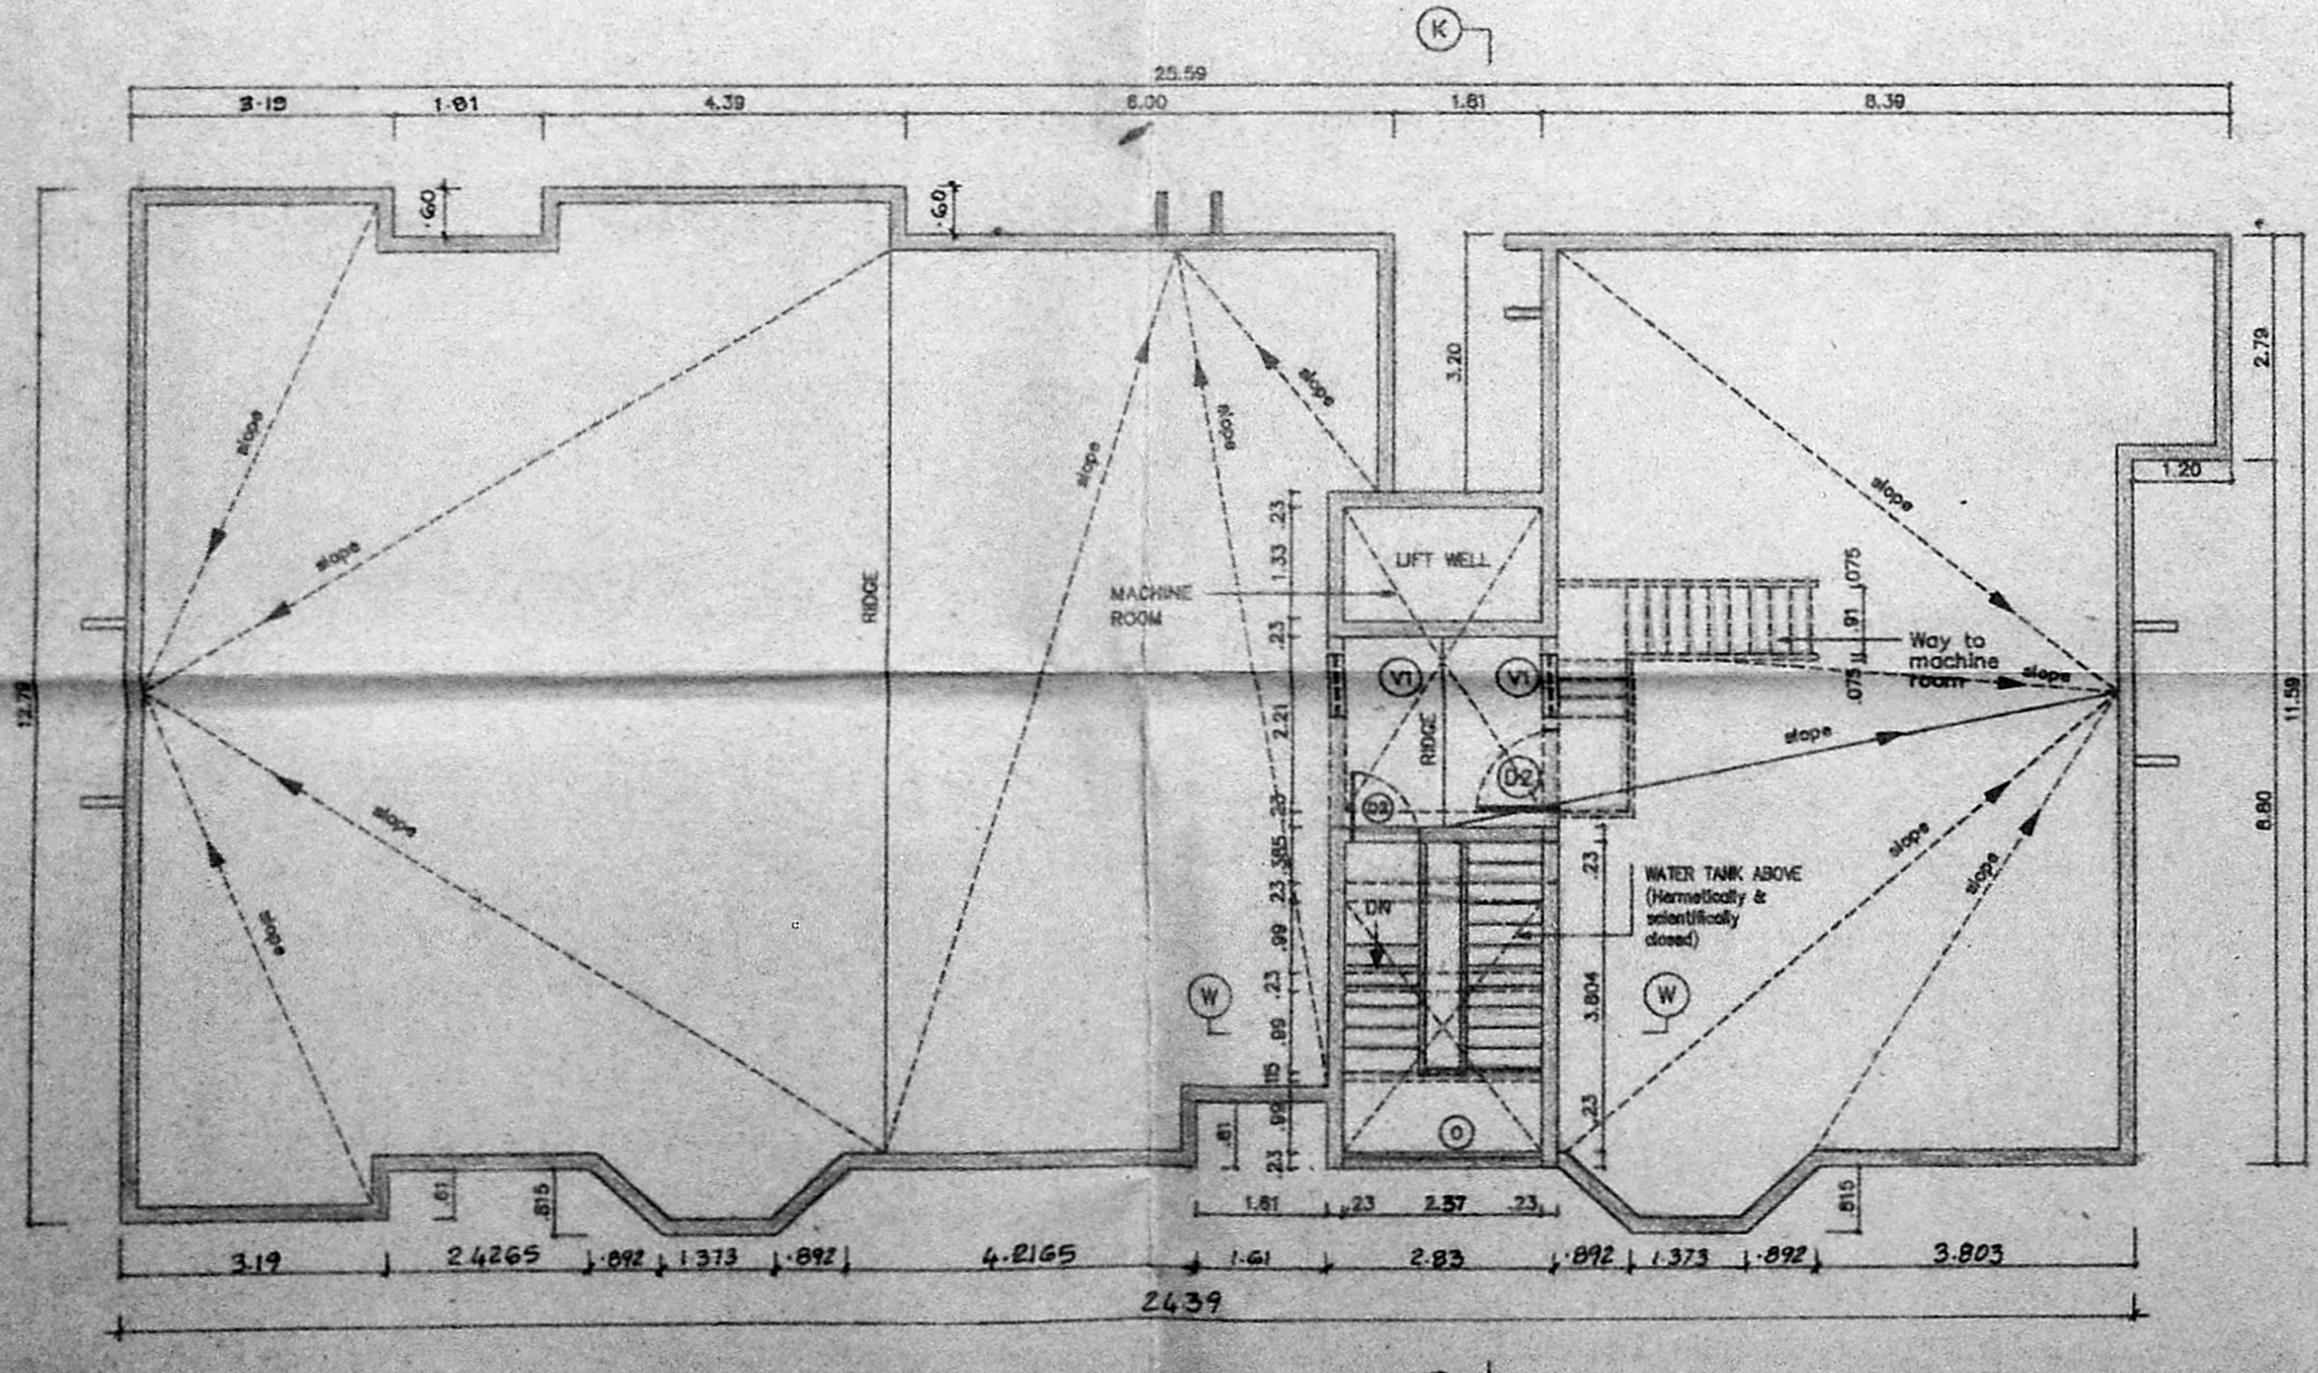 K
25.59
3.19
1.81
4.39
6.00
1.81
8.39
.60
.60
3.20
2.79
1.20
slope
slope
slope
slope
slope
slope
slope
slope
RIDGE
MACHINE
ROOM
LIFT WELL
.23
1.33
.23
2.21
.23
.385
.23
.99
.23
.99
.115
.99
.23
V1
V1
RIDGE
D2
D2
.075
.91
.075
Way to
machine
room
slope
slope
slope
slope
11.59
8.80
12.79
DN
WATER TANK ABOVE
(Hermetically &
scientifically
closed)
.23
3.804
.23
W
W
O
.61
.815
.81
.815
1.61
.23
2.37
.23
3.19
2.4265
.892
1.373
.892
4.2165
1.61
2.83
.892
1.373
.892
3.803
24.39